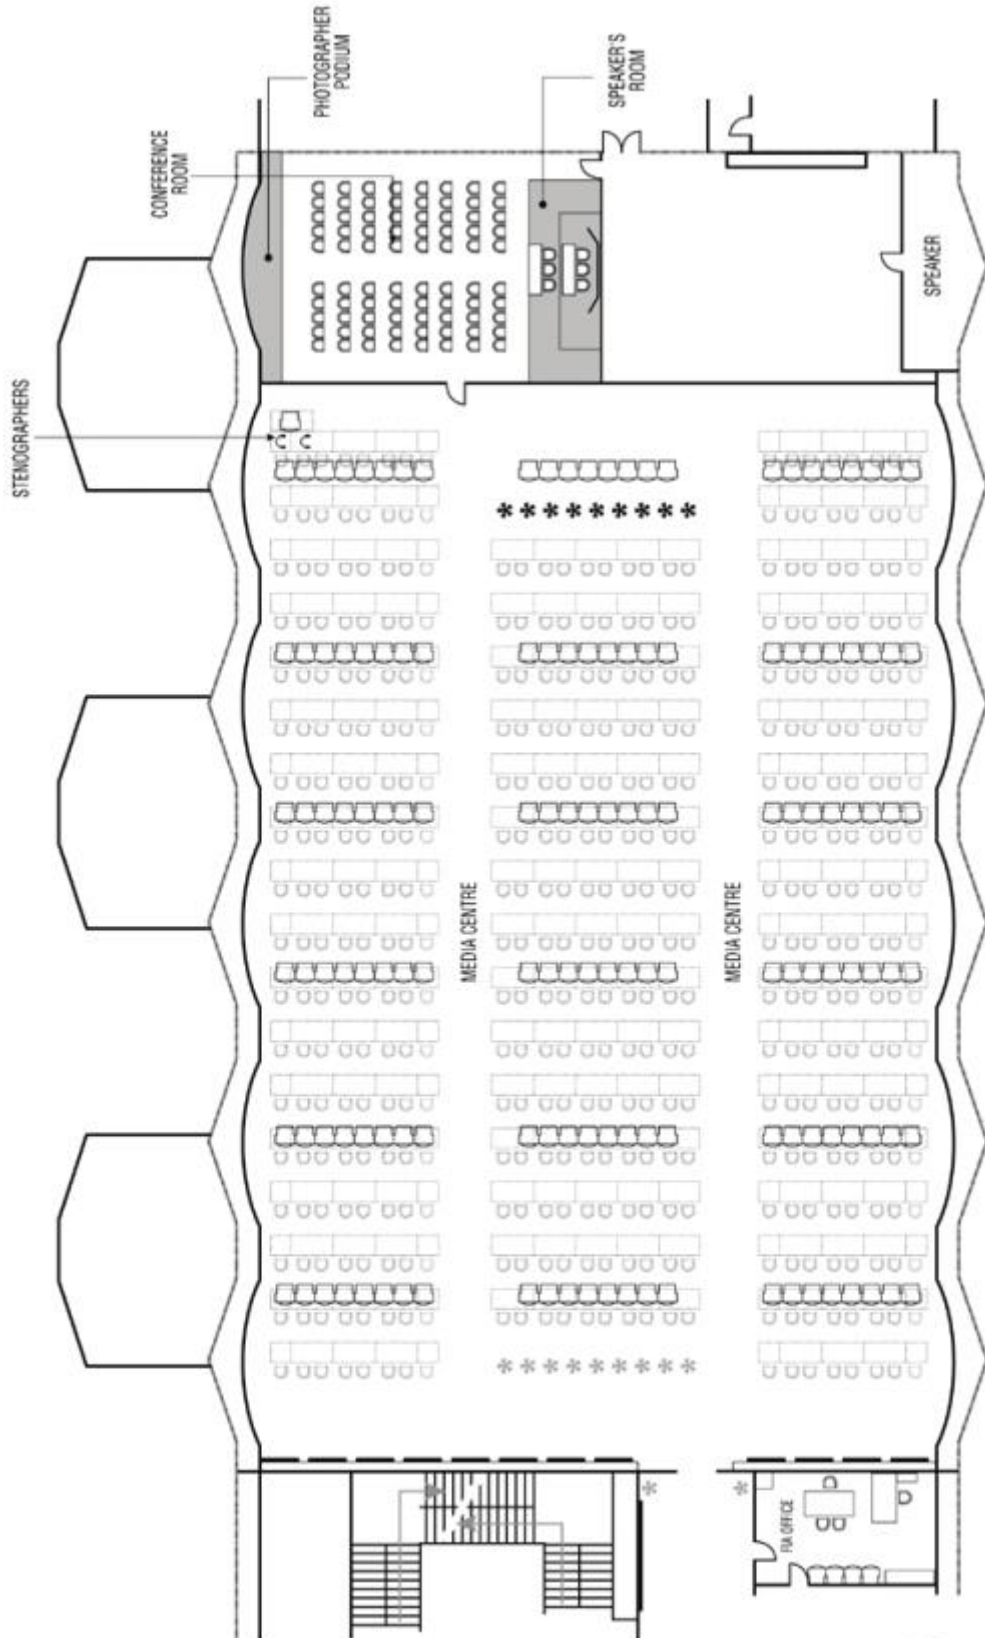 PHOTOGRAPHER
PODIUM
SPEAKER'S
ROOM
CONFERENCE
ROOM
STENOGRAPHERS
SPEAKER
MEDIA CENTRE
MEDIA CENTRE
FIA OFFICE